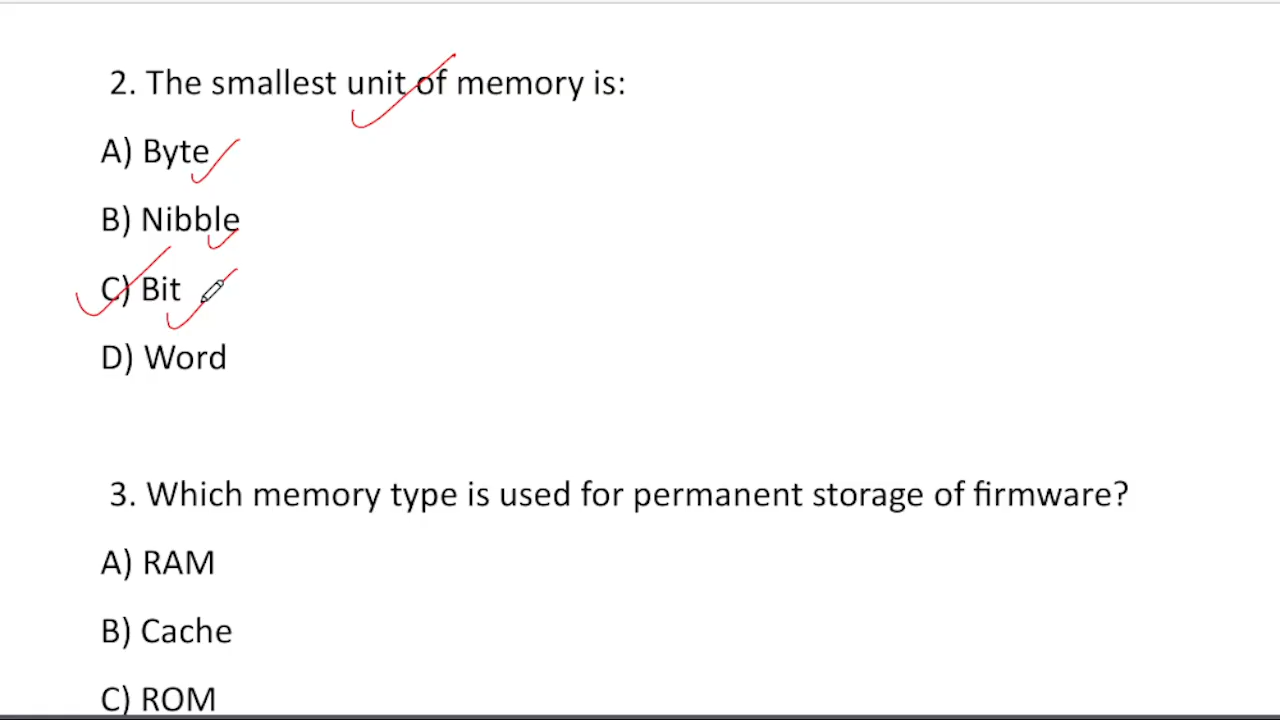 2. The smallest unit of memory is:
A) Byte
B) Nibble
C) Bit
D) Word
3. Which memory type is used for permanent storage of firmware?
A) RAM
B) Cache
C) ROM